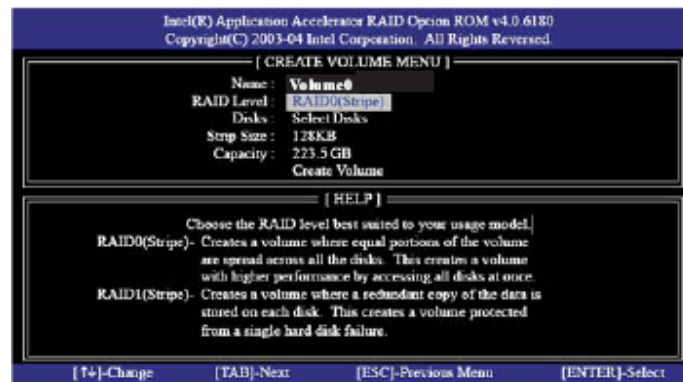 Intel(R) Application Accelerator RAID Option ROM v4.0.6180
Copyright(C) 2003-04 Intel Corporation. All Rights Reversed.
[ CREATE VOLUME MENU ]
Name : Volume0
RAID Level : RAID0(Stripe)
Disks : Select Disks
Strip Size : 128KB
Capacity : 223.5 GB
Create Volume
[ HELP ]
Choose the RAID level best suited to your usage model.
RAID0(Stripe)- Creates a volume where equal portions of the volume
are spread across all the disks. This creates a volume
with higher performance by accessing all disks at once.
RAID1(Stripe)- Creates a volume where a redundant copy of the data is
stored on each disk. This creates a volume protected
from a single hard disk failure.
[↑↓]-Change [TAB]-Next [ESC]-Previous Menu [ENTER]-Select